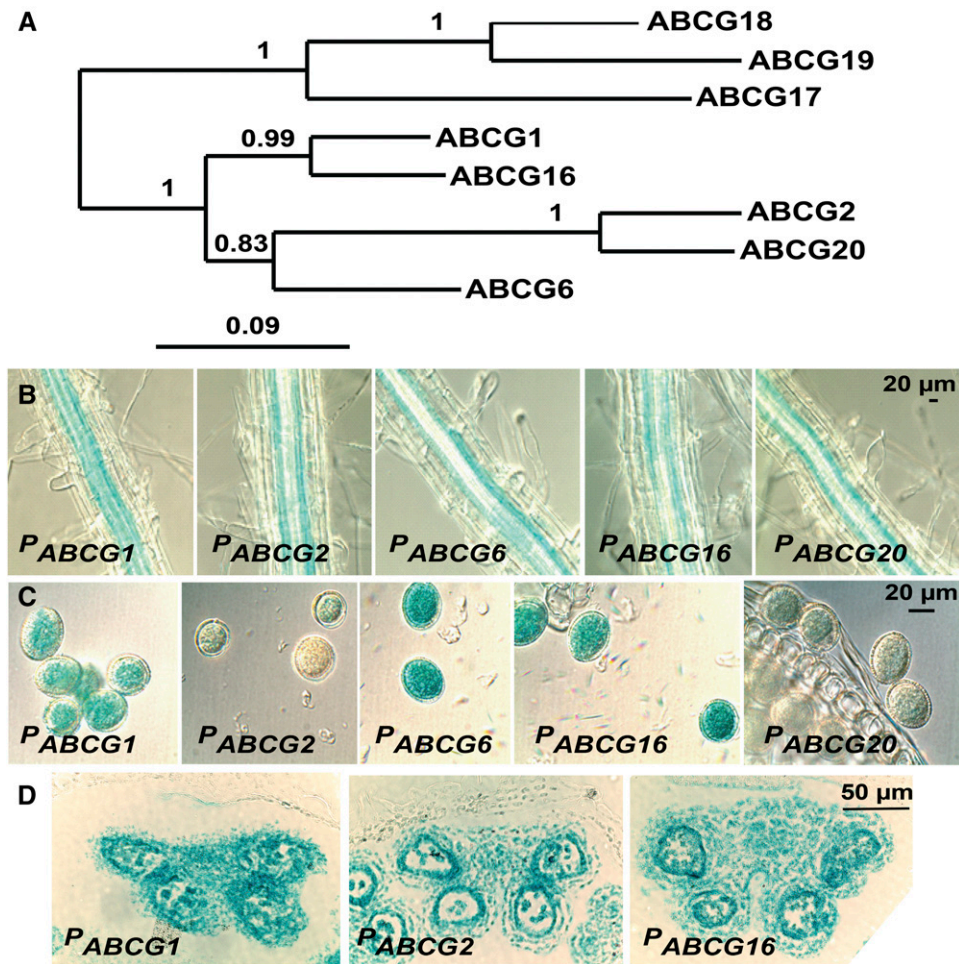 A
1
ABCG18
1
ABCG19
ABCG17
0.99
ABCG1
1
ABCG16
1
ABCG2
0.83
ABCG20
ABCG6
0.09
B
20 µm
PABCG1
PABCG2
PABCG6
PABCG16
PABCG20
C
20 µm
PABCG1
PABCG2
PABCG6
PABCG16
PABCG20
D
50 µm
PABCG1
PABCG2
PABCG16